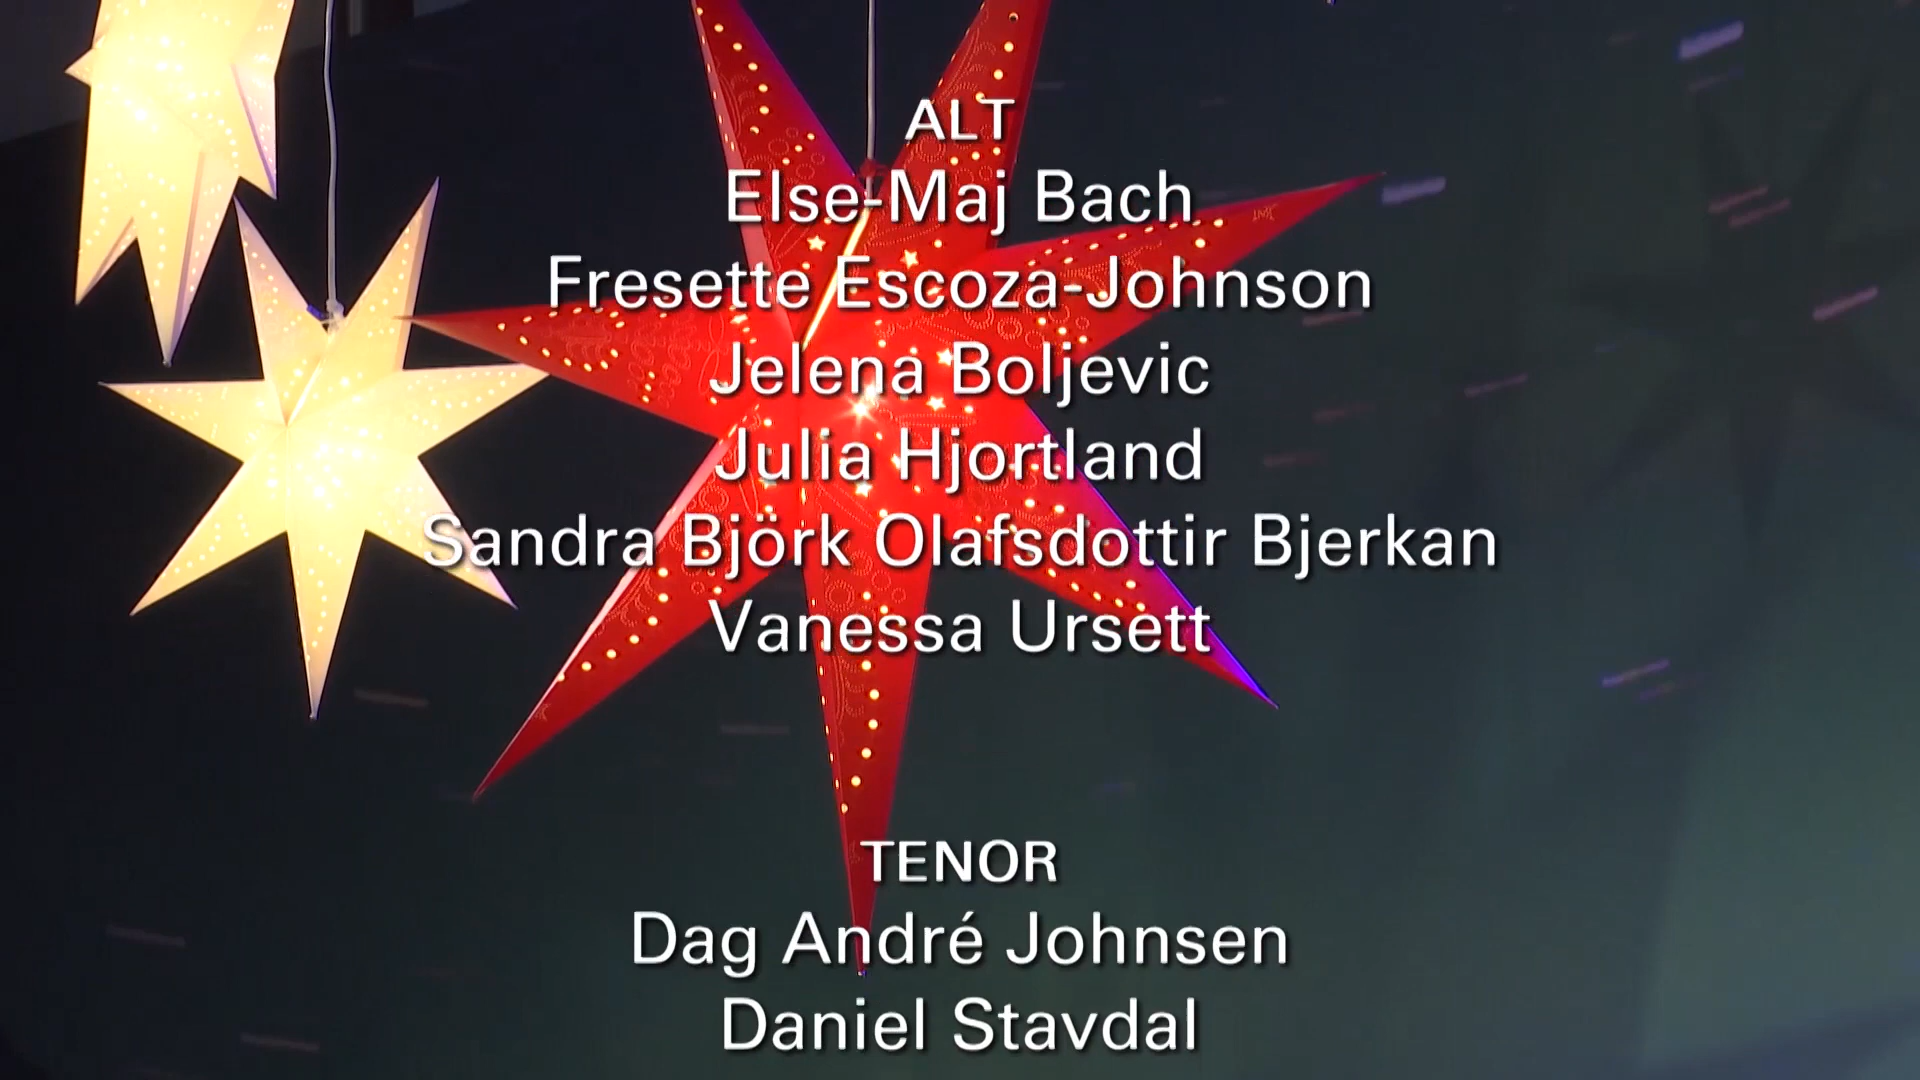 ALT
Else-Maj Bach
Fresette Escoza-Johnson
Jelena Boljevic
Julia Hjortland
Sandra Björk Olafsdottir Bjerkan
Vanessa Ursett
TENOR
Dag André Johnsen
Daniel Stavdal